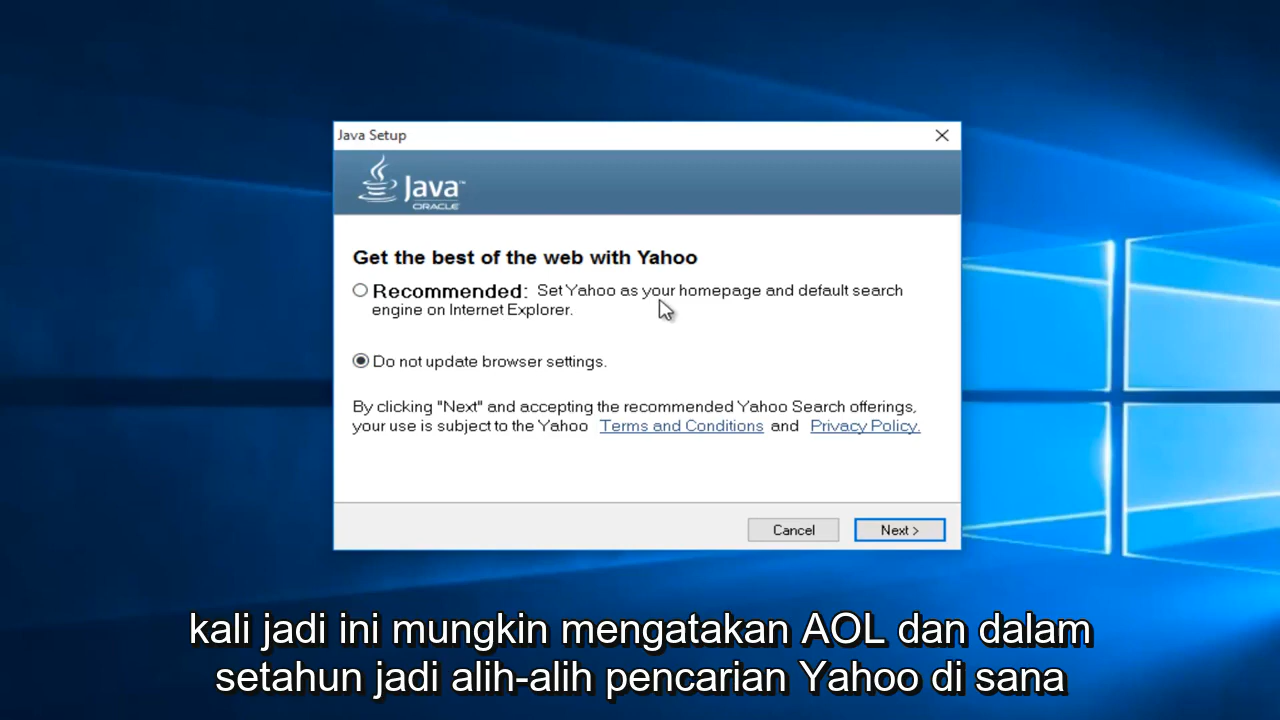 Java Setup
Java™
ORACLE
Get the best of the web with Yahoo
Recommended: Set Yahoo as your homepage and default search
engine on Internet Explorer.
Do not update browser settings.
By clicking "Next" and accepting the recommended Yahoo Search offerings,
your use is subject to the Yahoo Terms and Conditions and Privacy Policy.
Cancel Next >
kali jadi ini mungkin mengatakan AOL dan dalam
setahun jadi alih-alih pencarian Yahoo di sana